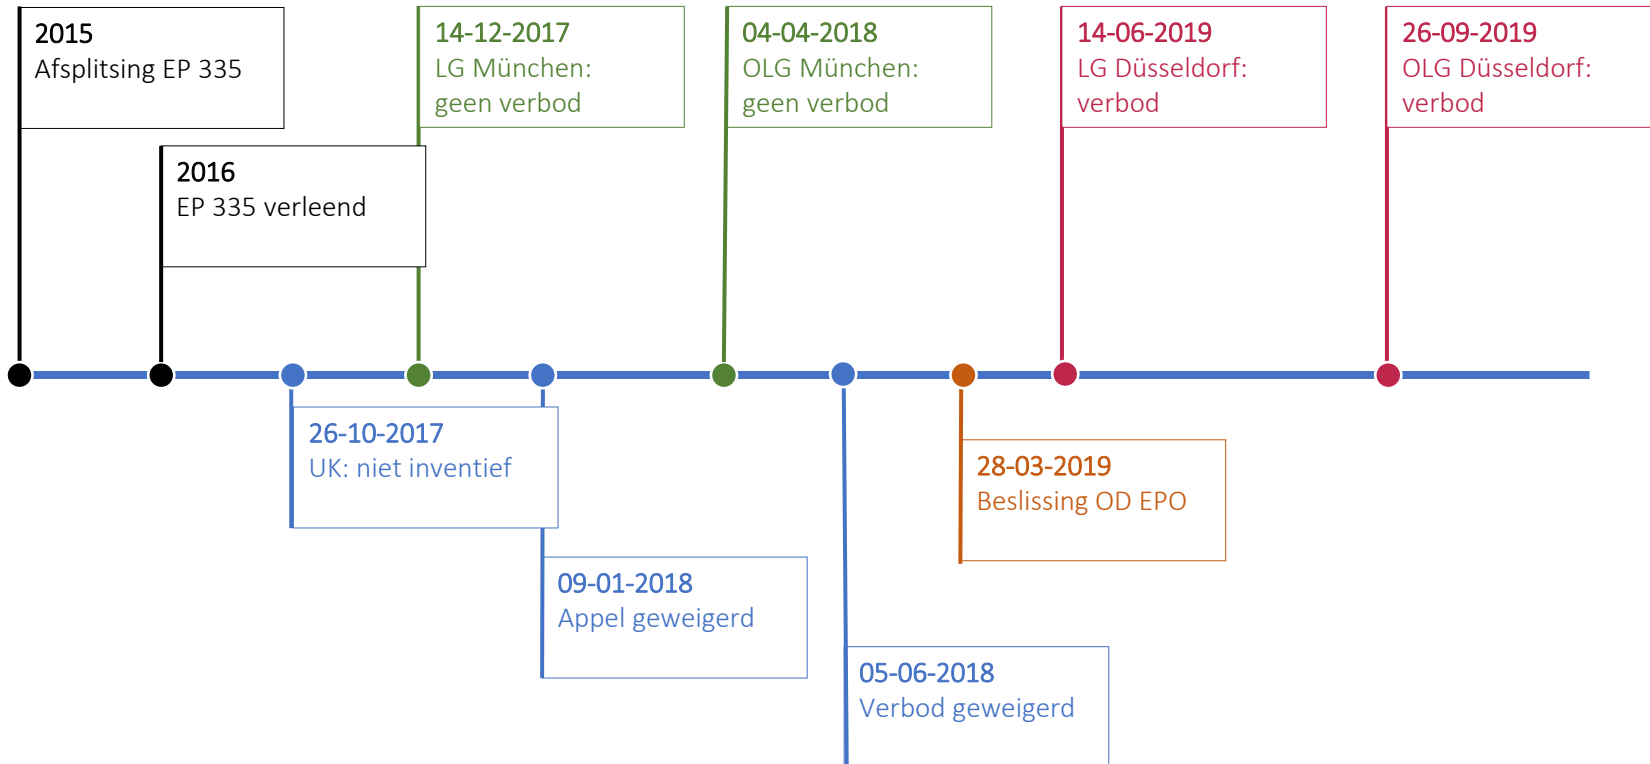 2015
Afsplitsing EP 335
2016
EP 335 verleend
14-12-2017
LG München:
geen verbod
04-04-2018
OLG München:
geen verbod
14-06-2019
LG Düsseldorf:
verbod
26-09-2019
OLG Düsseldorf:
verbod
26-10-2017
UK: niet inventief
09-01-2018
Appel geweigerd
05-06-2018
Verbod geweigerd
28-03-2019
Beslissing OD EPO